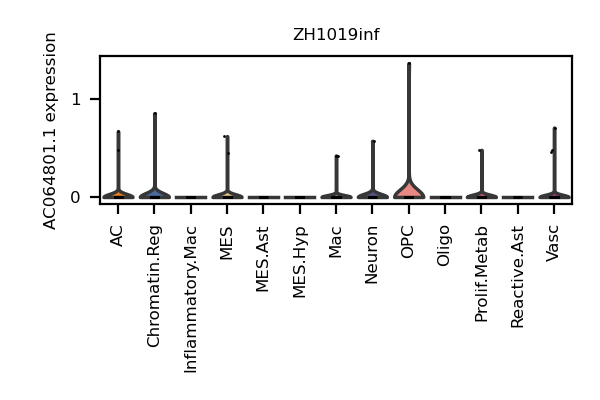 ZH1019inf
AC064801.1 expression
1
0
AC
Chromatin.Reg
Inflammatory.Mac
MES
MES.Ast
MES.Hyp
Mac
Neuron
OPC
Oligo
Prolif.Metab
Reactive.Ast
Vasc